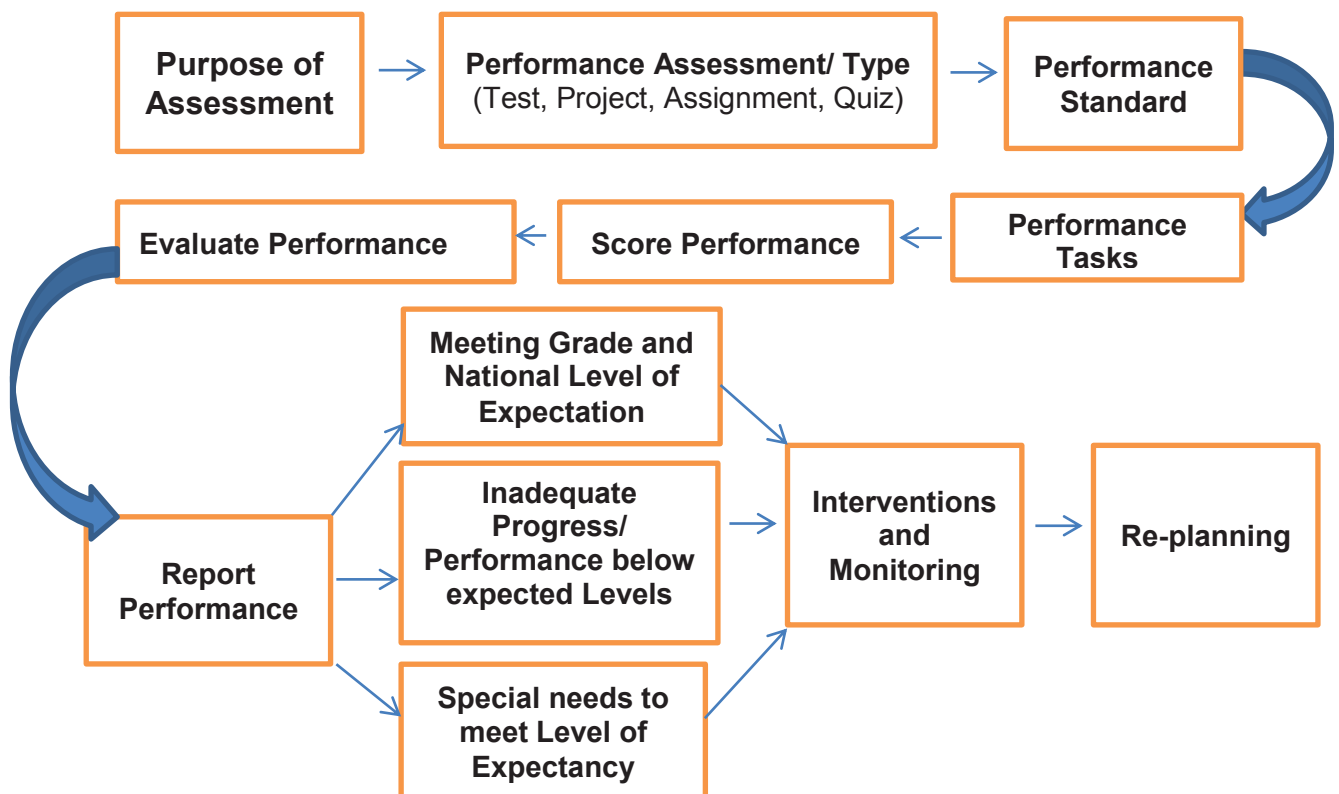 Purpose of
Assessment
Performance Assessment/ Type
(Test, Project, Assignment, Quiz)
Performance
Standard
Performance
Tasks
Score Performance
Evaluate Performance
Report
Performance
Meeting Grade and
National Level of
Expectation
Inadequate
Progress/
Performance below
expected Levels
Special needs to
meet Level of
Expectancy
Interventions
and
Monitoring
Re-planning